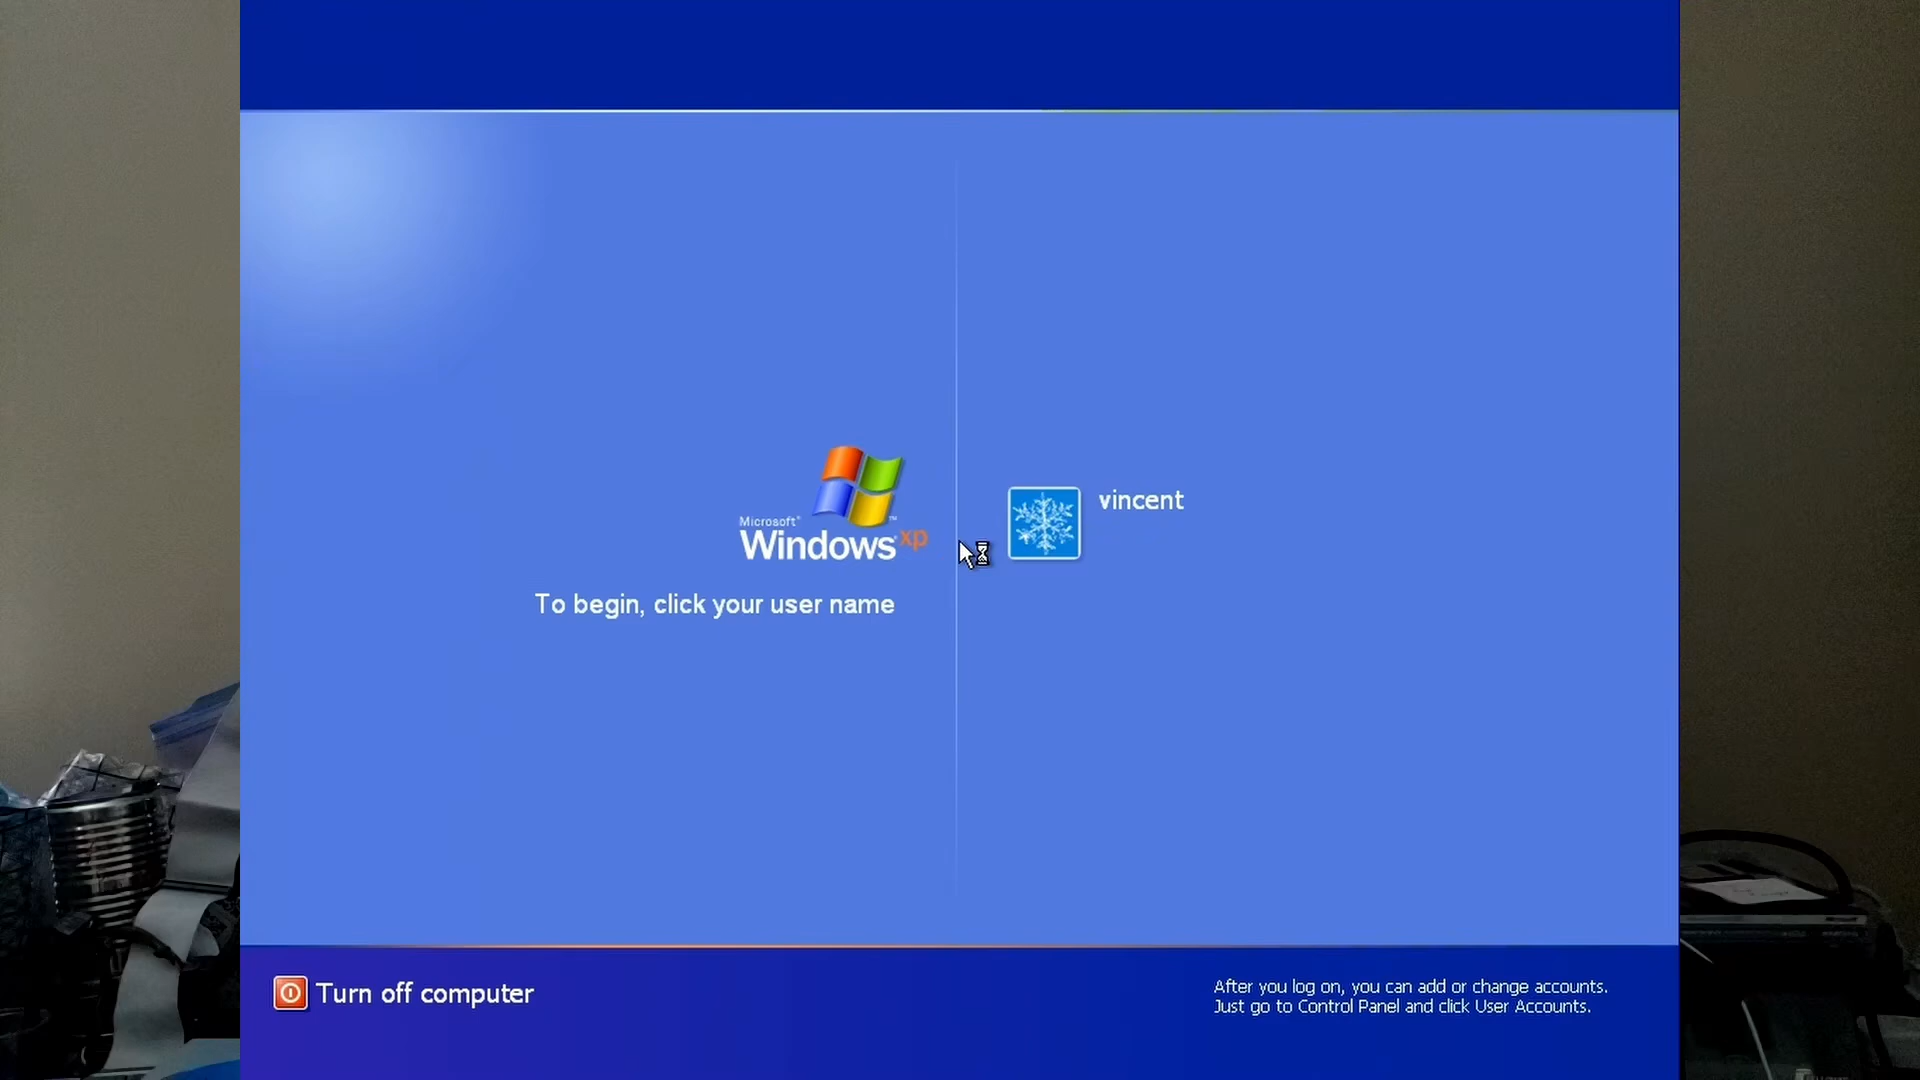 Microsoft®
Windows xp™
To begin, click your user name
vincent
Turn off computer
After you log on, you can add or change accounts.
Just go to Control Panel and click User Accounts.